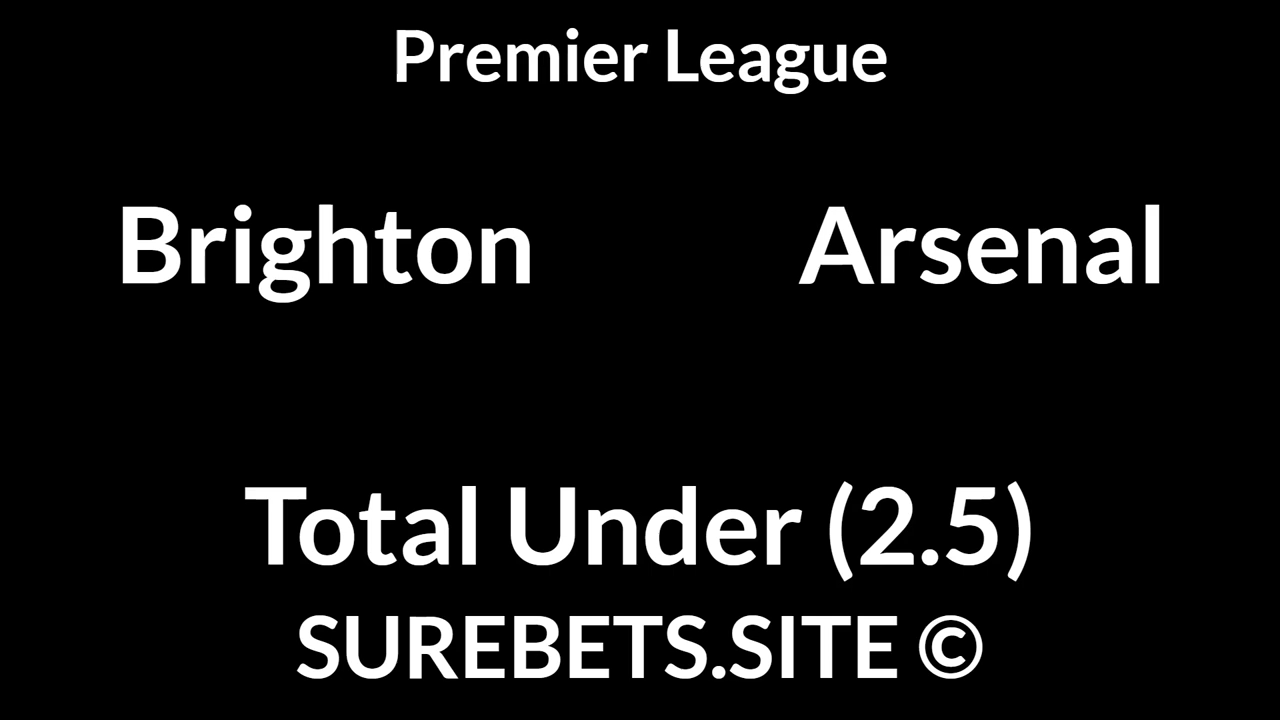 Premier League
Brighton Arsenal
Total Under (2.5)
SUREBETS.SITE ©